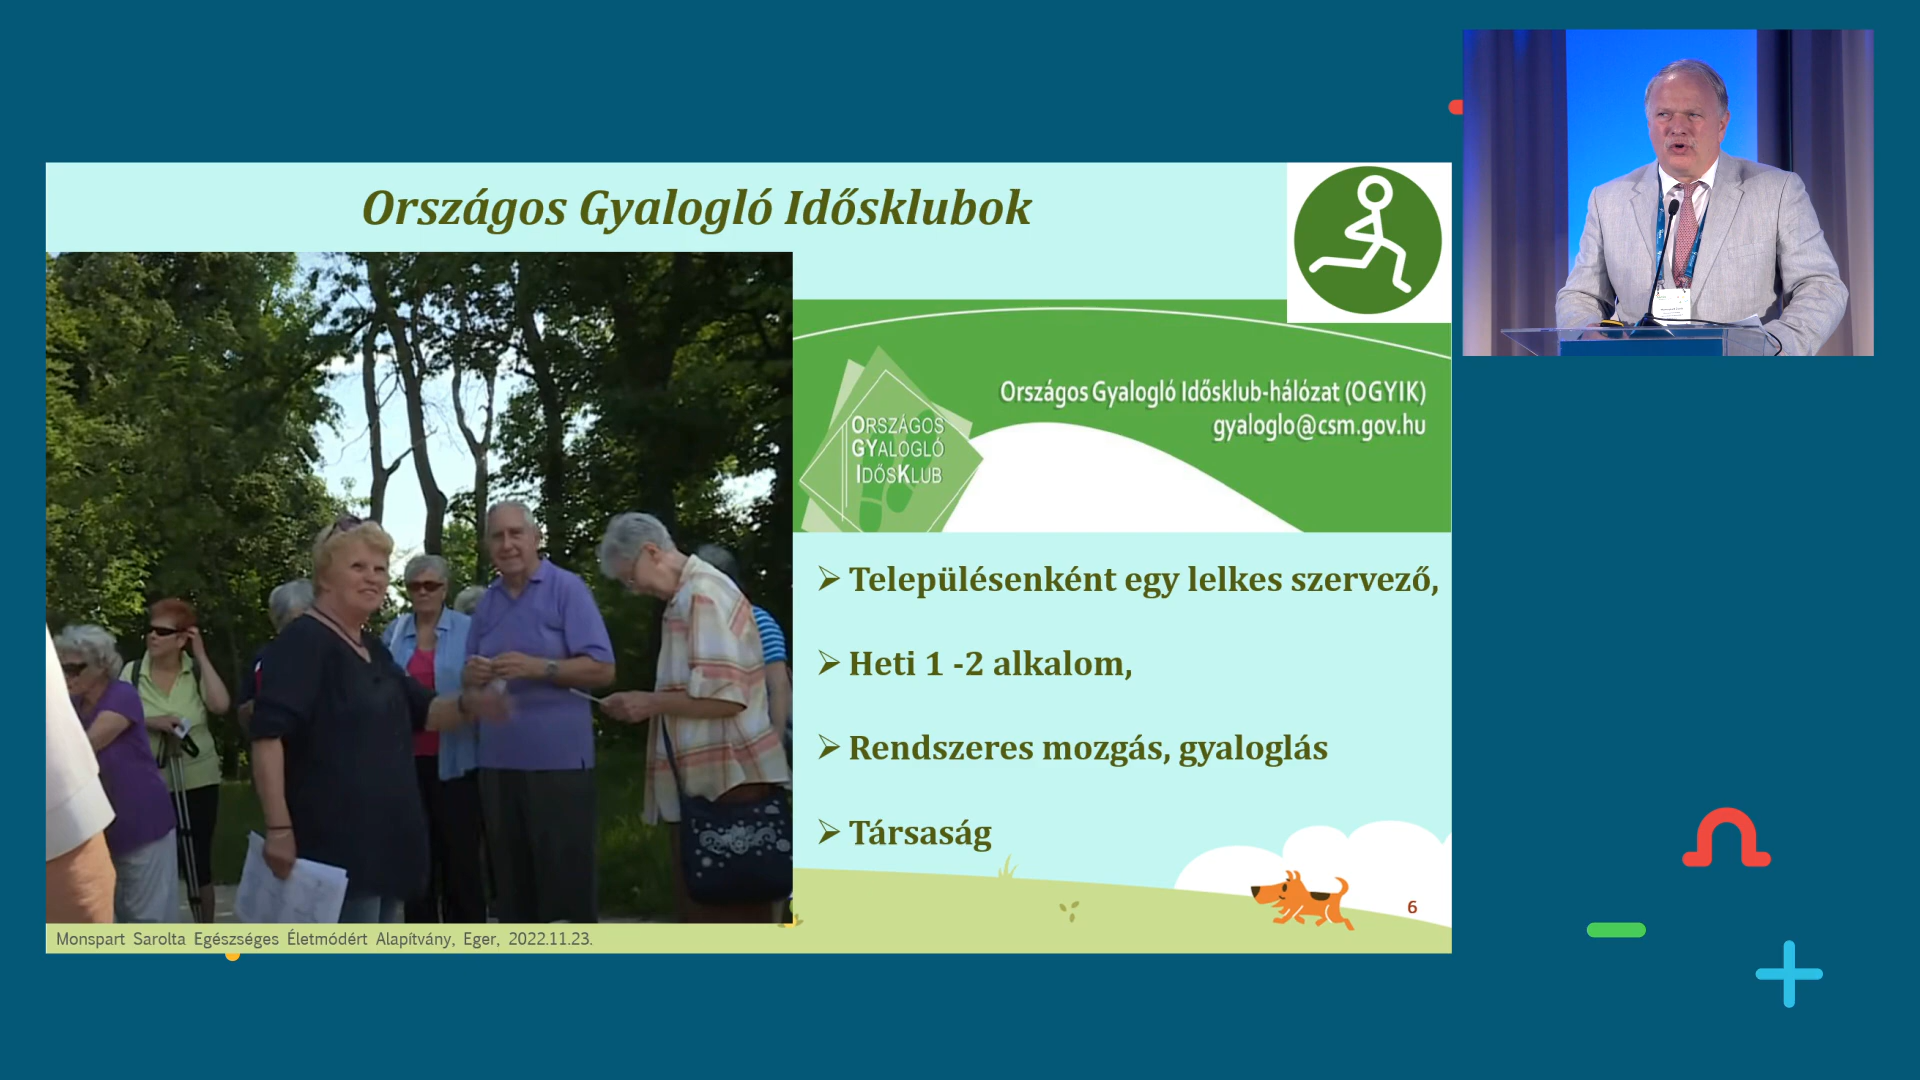 Országos Gyalogló Idősklubok
Országos Gyalogló Idősklub-hálózat (OGYIK)
gyaloglo@csm.gov.hu
ORSZÁGOS
GYALOGLÓ
IDŐSKLUB
➢ Településenként egy lelkes szervező,
➢ Heti 1 -2 alkalom,
➢ Rendszeres mozgás, gyaloglás
➢ Társaság
6
Monspart Sarolta Egészséges Életmódért Alapítvány, Eger, 2022.11.23.